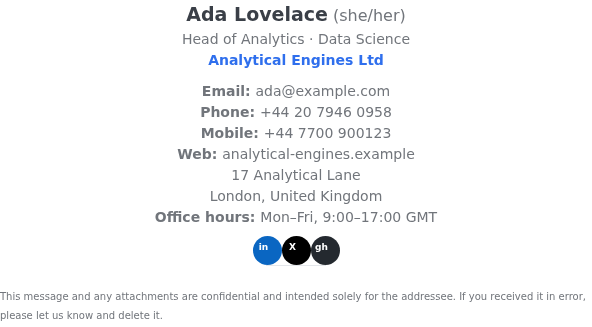 Ada Lovelace (she/her)
Head of Analytics · Data Science
Analytical Engines Ltd
Email: ada@example.com
Phone: +44 20 7946 0958
Mobile: +44 7700 900123
Web: analytical-engines.example
17 Analytical Lane
London, United Kingdom
Office hours: Mon–Fri, 9:00–17:00 GMT
in X gh
This message and any attachments are confidential and intended solely for the addressee. If you received it in error,
please let us know and delete it.